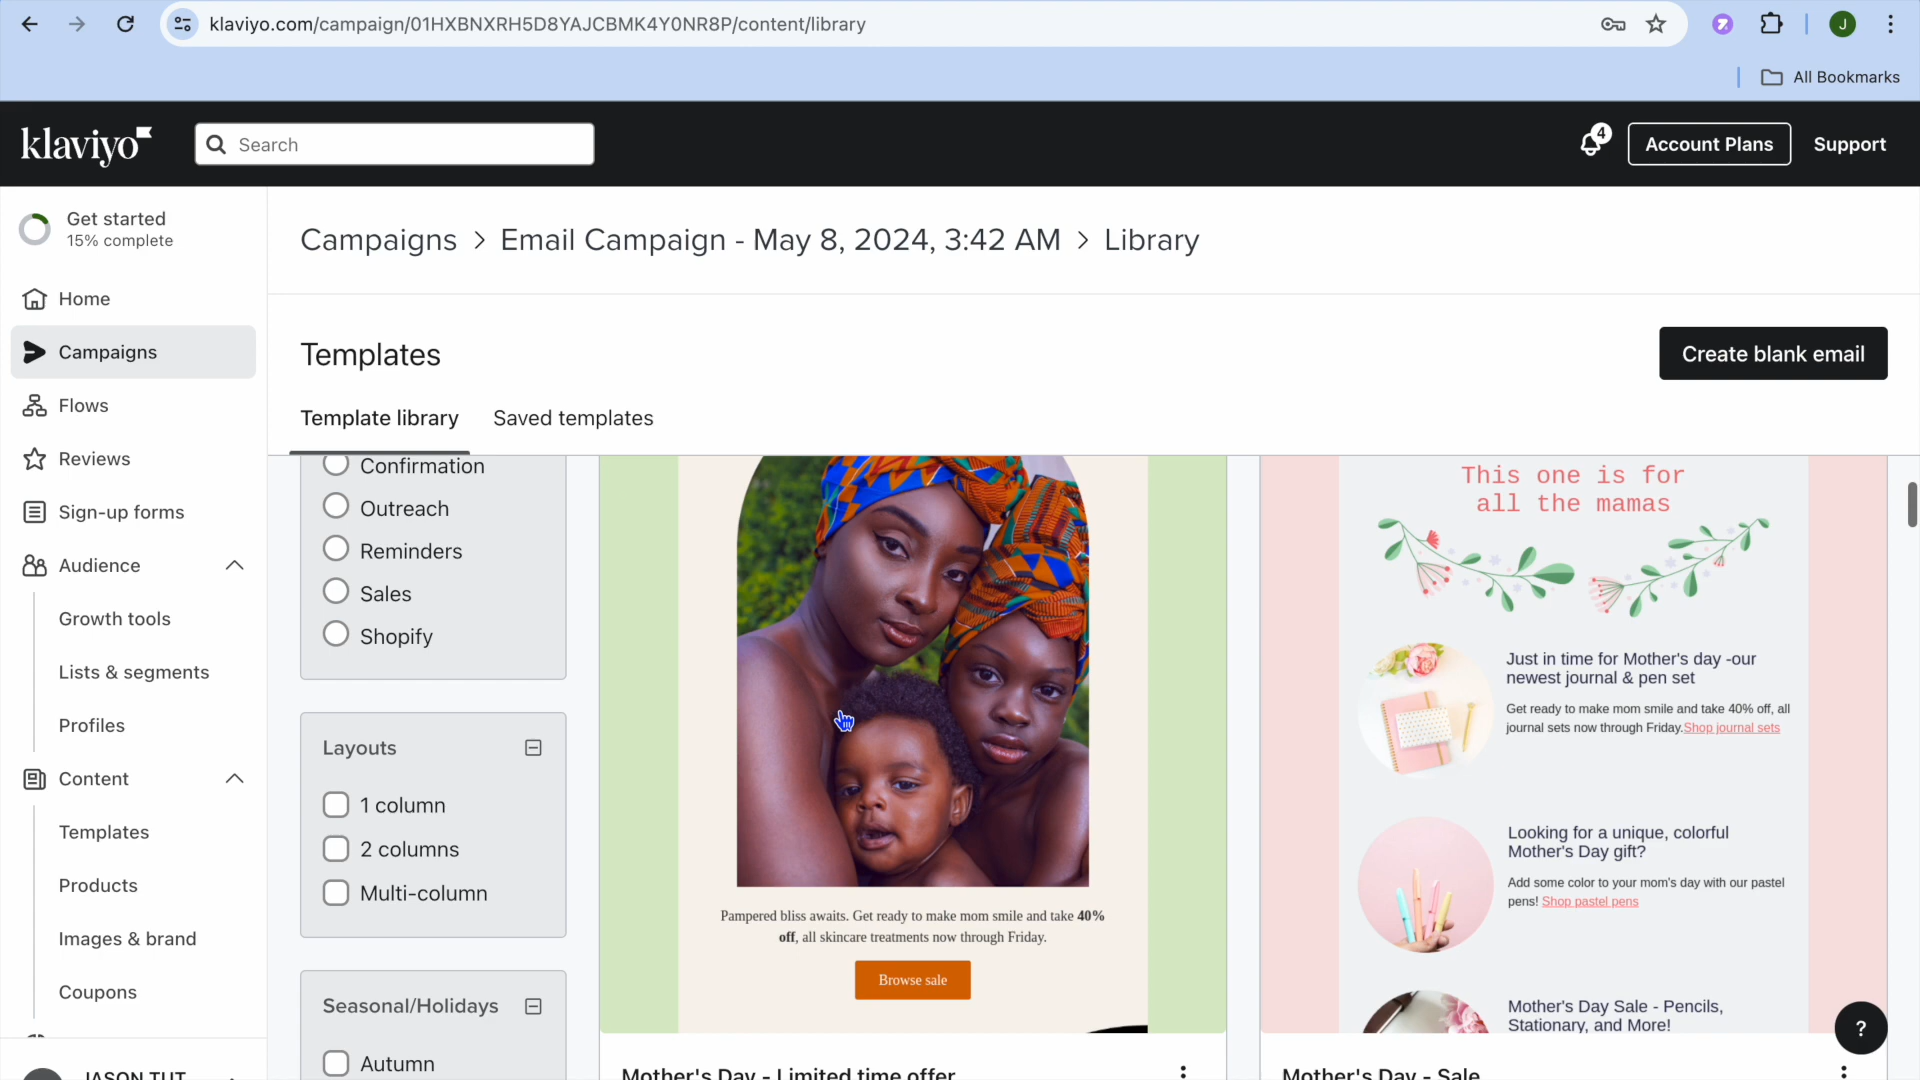 klaviyo.com/campaign/01HXBNXRH5D8YAJCBMK4Y0NR8P/content/library
J
All Bookmarks
klaviyo
Search
4
Account Plans
Support
Get started
15% complete
Home
Campaigns
Flows
Reviews
Sign-up forms
Audience
Growth tools
Lists & segments
Profiles
Content
Templates
Products
Images & brand
Coupons
JASON TUT
Campaigns > Email Campaign - May 8, 2024, 3:42 AM > Library
Templates
Create blank email
Template library
Saved templates
Confirmation
Outreach
Reminders
Sales
Shopify
Layouts
1 column
2 columns
Multi-column
Seasonal/Holidays
Autumn
Pampered bliss awaits. Get ready to make mom smile and take 40%
off, all skincare treatments now through Friday.
Browse sale
Mother's Day - Limited time offer
This one is for
all the mamas
Just in time for Mother's day -our
newest journal & pen set
Get ready to make mom smile and take 40% off, all
journal sets now through Friday.Shop journal sets
Looking for a unique, colorful
Mother's Day gift?
Add some color to your mom's day with our pastel
pens! Shop pastel pens
Mother's Day Sale - Pencils,
Stationary, and More!
Mother's Day - Sale
?